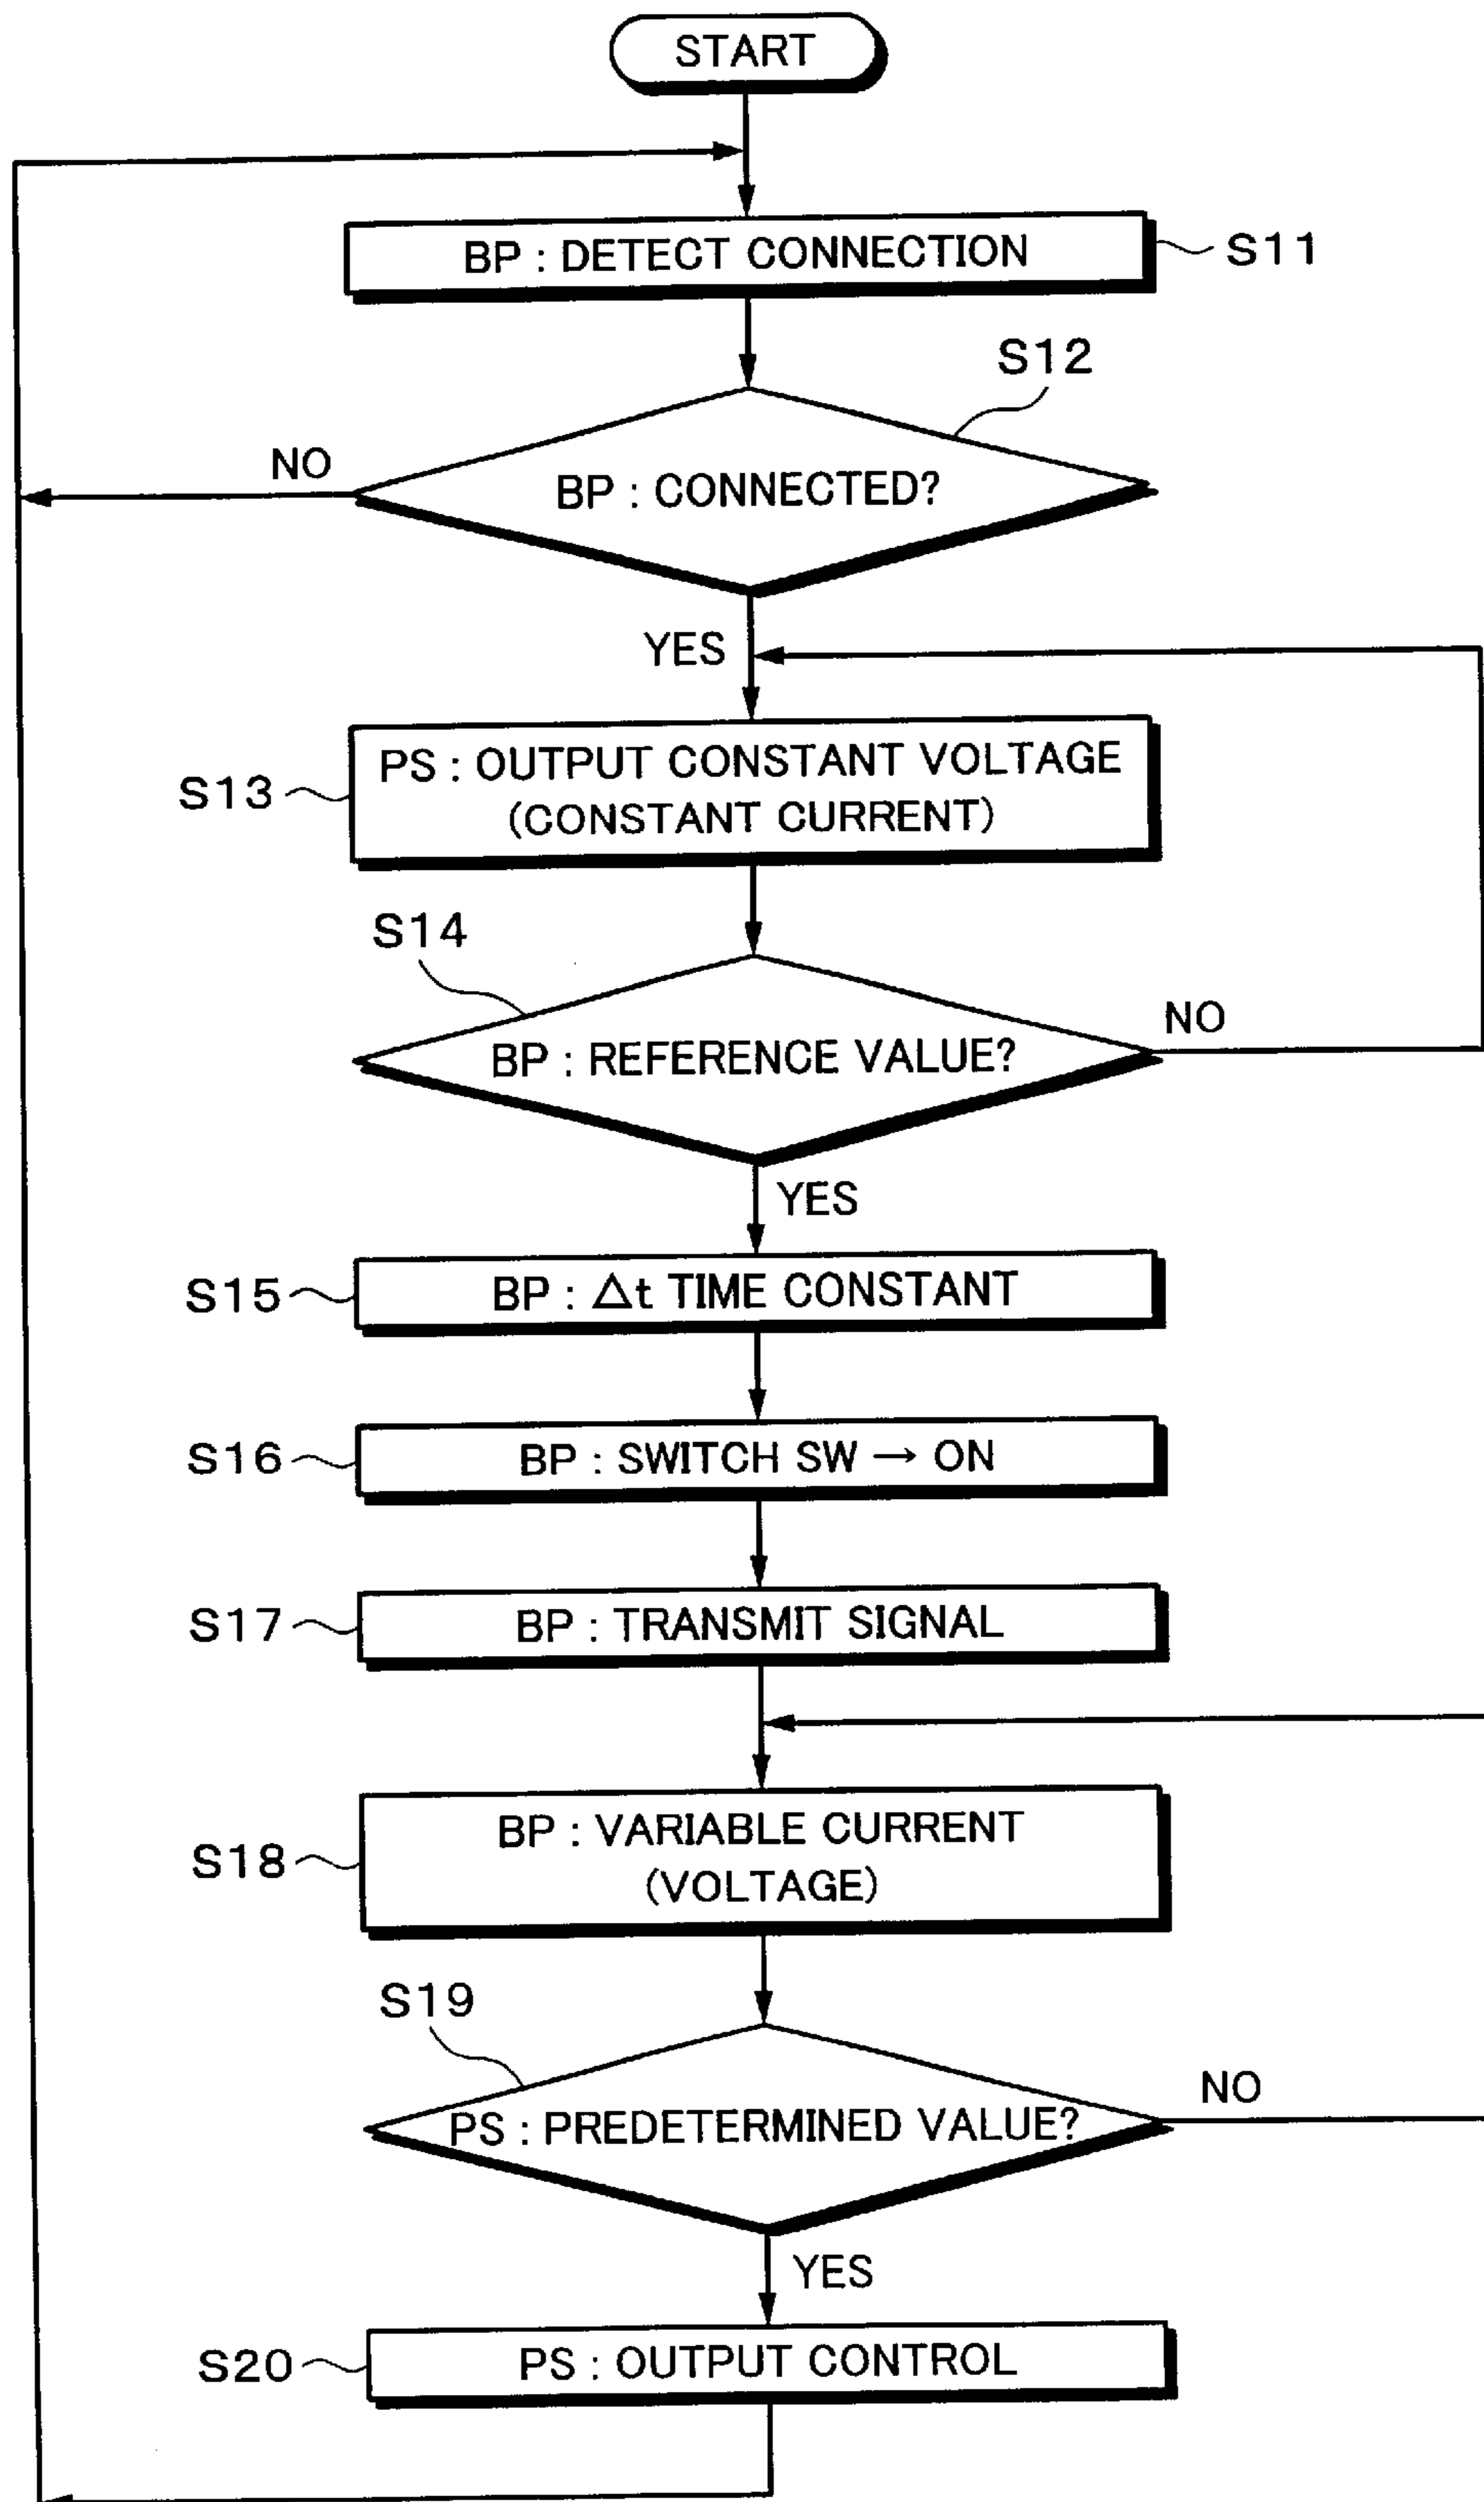 START
BP : DETECT CONNECTION
S11
S12
NO
BP : CONNECTED?
YES
PS : OUTPUT CONSTANT VOLTAGE
(CONSTANT CURRENT)
S13
S14
NO
BP : REFERENCE VALUE?
YES
S15
BP : △t TIME CONSTANT
S16
BP : SWITCH SW → ON
S17
BP : TRANSMIT SIGNAL
BP : VARIABLE CURRENT
(VOLTAGE)
S18
S19
NO
PS : PREDETERMINED VALUE?
YES
S20
PS : OUTPUT CONTROL